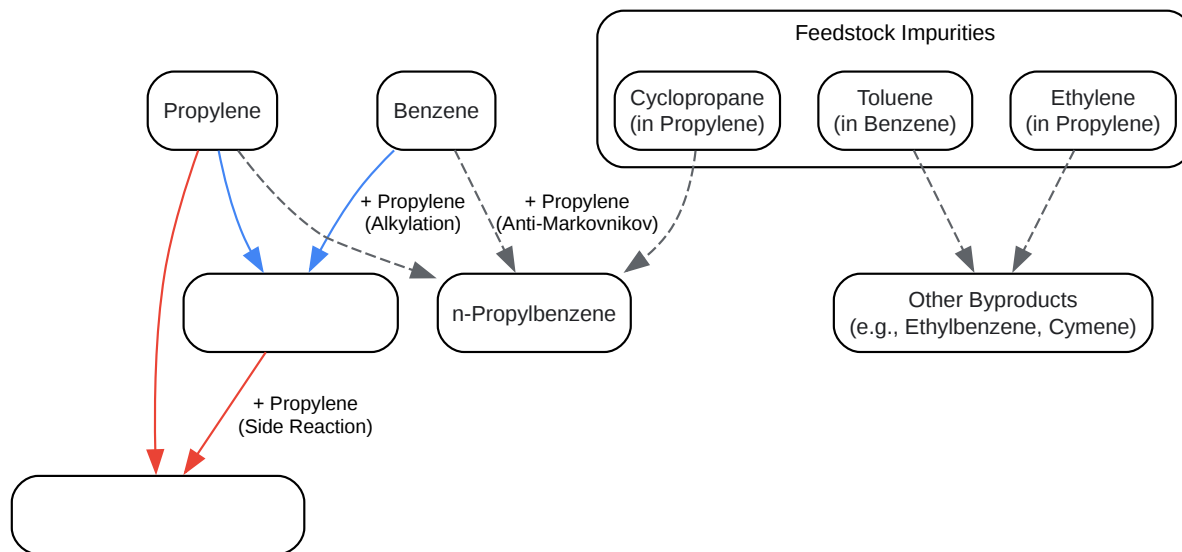 Feedstock Impurities
Propylene
Benzene
Cyclopropane
(in Propylene)
Toluene
(in Benzene)
Ethylene
(in Propylene)
+ Propylene
(Alkylation)
+ Propylene
(Anti-Markovnikov)
n-Propylbenzene
Other Byproducts
(e.g., Ethylbenzene, Cymene)
+ Propylene
(Side Reaction)